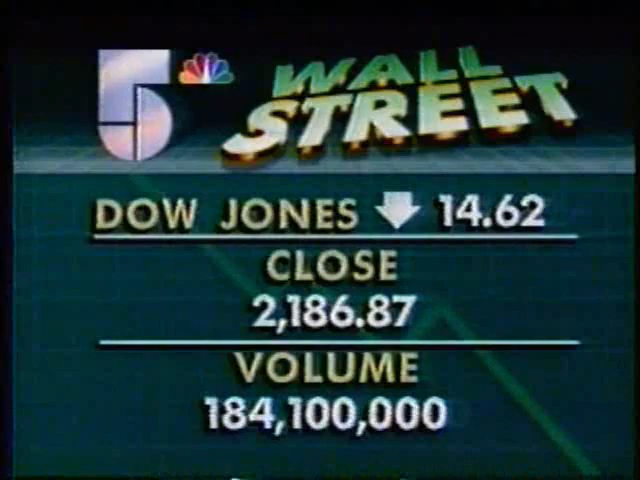 5 WALL
STREET
DOW JONES 14.62
CLOSE
2,186.87
VOLUME
184,100,000